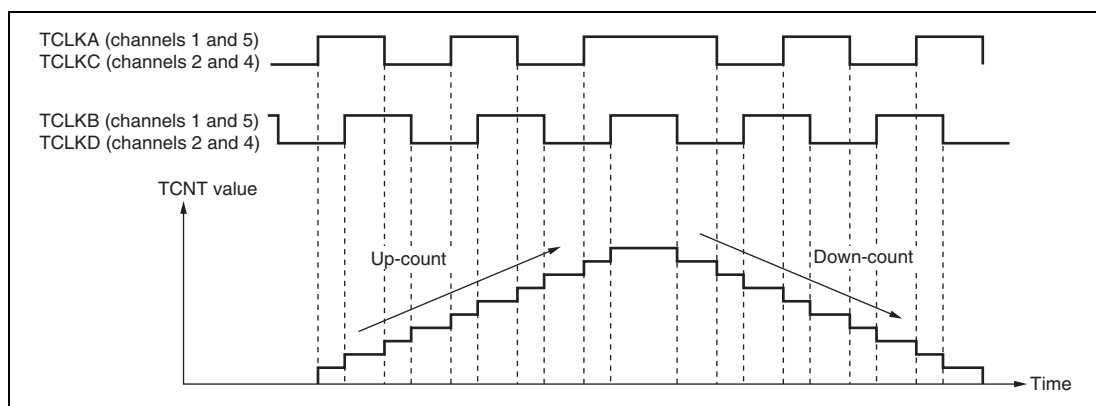 TCLKA (channels 1 and 5)
TCLKC (channels 2 and 4)
TCLKB (channels 1 and 5)
TCLKD (channels 2 and 4)
TCNT value
Up-count
Down-count
Time